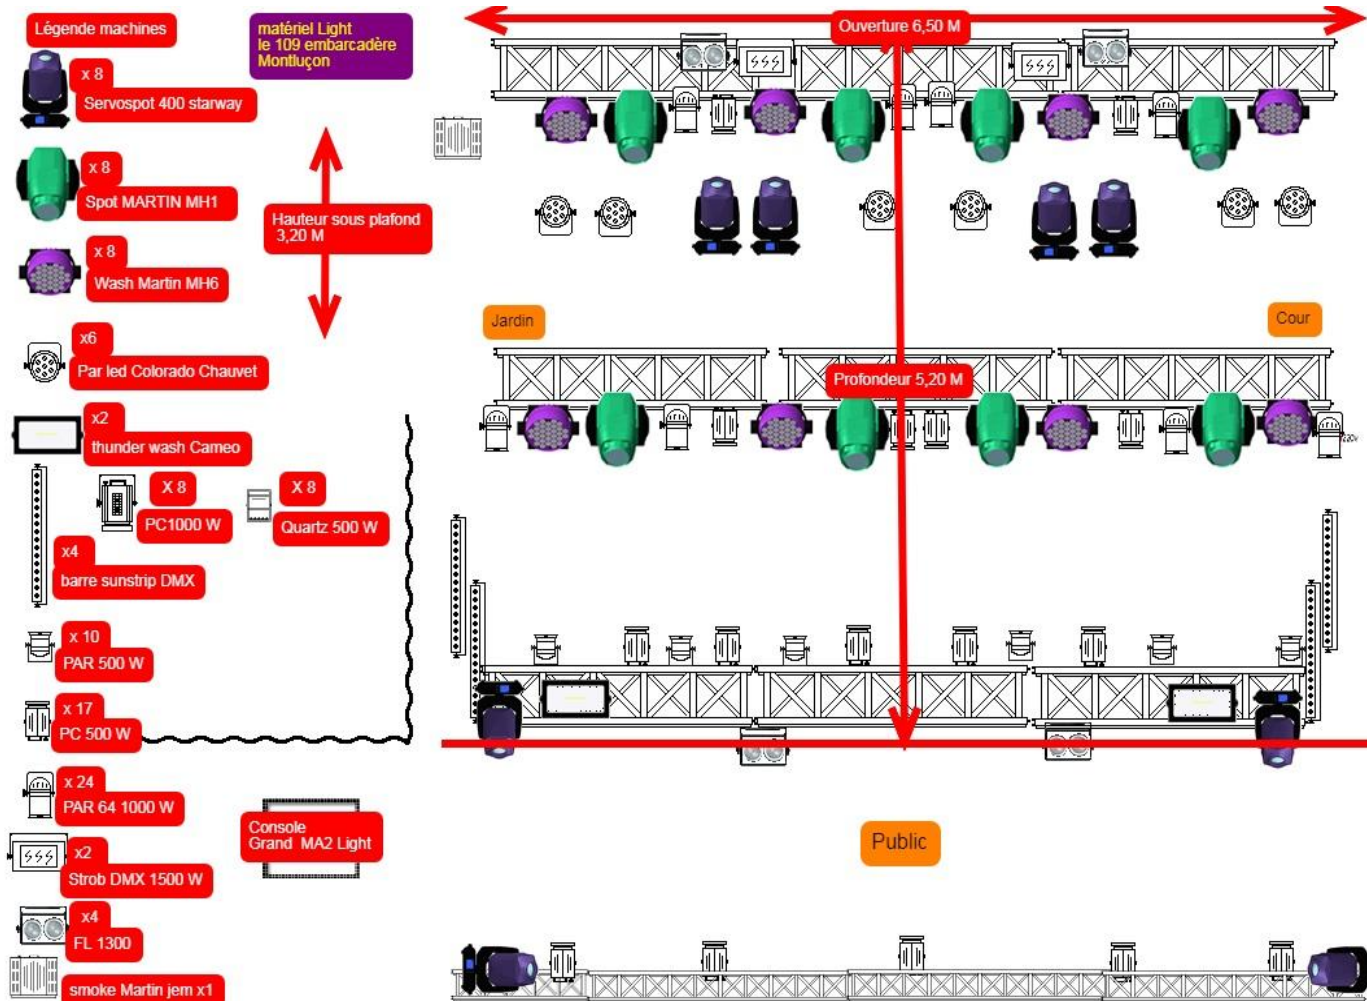 Légende machines
matériel Light
le 109 embarcadère
Montluçon
x 8
Servospot 400 starway
x 8
Spot MARTIN MH1
x 8
Wash Martin MH6
x6
Par led Colorado Chauvet
x2
thunder wash Cameo
X 8
PC1000 W
X 8
Quartz 500 W
x4
barre sunstrip DMX
x 10
PAR 500 W
x 17
PC 500 W
x 24
PAR 64 1000 W
x2
Strob DMX 1500 W
x4
FL 1300
smoke Martin jem x1
Hauteur sous plafond
3,20 M
Console
Grand MA2 Light
Ouverture 6,50 M
Jardin
Cour
Profondeur 5,20 M
220v
Public